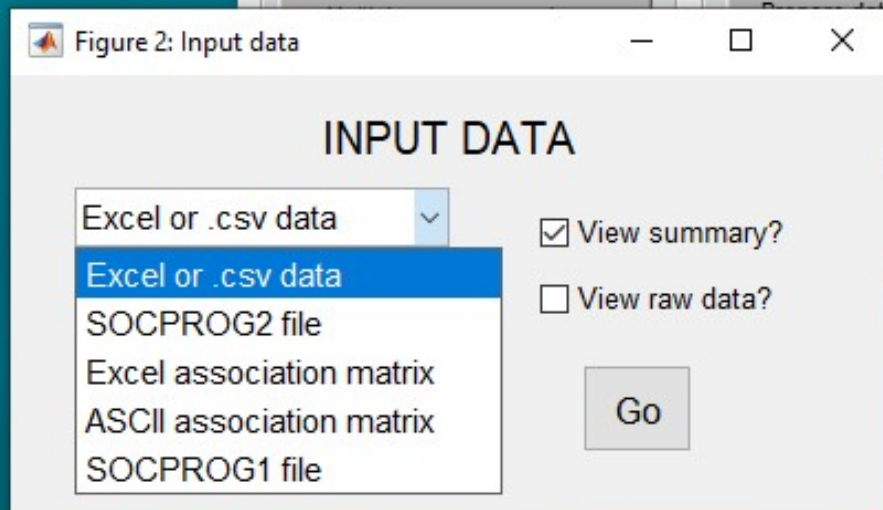 Figure 2: Input data
INPUT DATA
Excel or .csv data
View summary?
Excel or .csv data
View raw data?
SOCPROG2 file
Excel association matrix
Go
ASCII association matrix
SOCPROG1 file